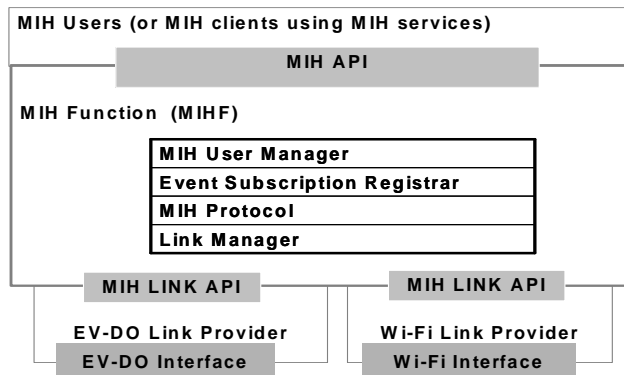 MIH Users (or MIH clients using MIH services)
MIH API
MIH Function (MIHF)
MIH User Manager
Event Subscription Registrar
MIH Protocol
Link Manager
MIH LINK API MIH LINK API
EV-DO Link Provider Wi-Fi Link Provider
EV-DO Interface Wi-Fi Interface